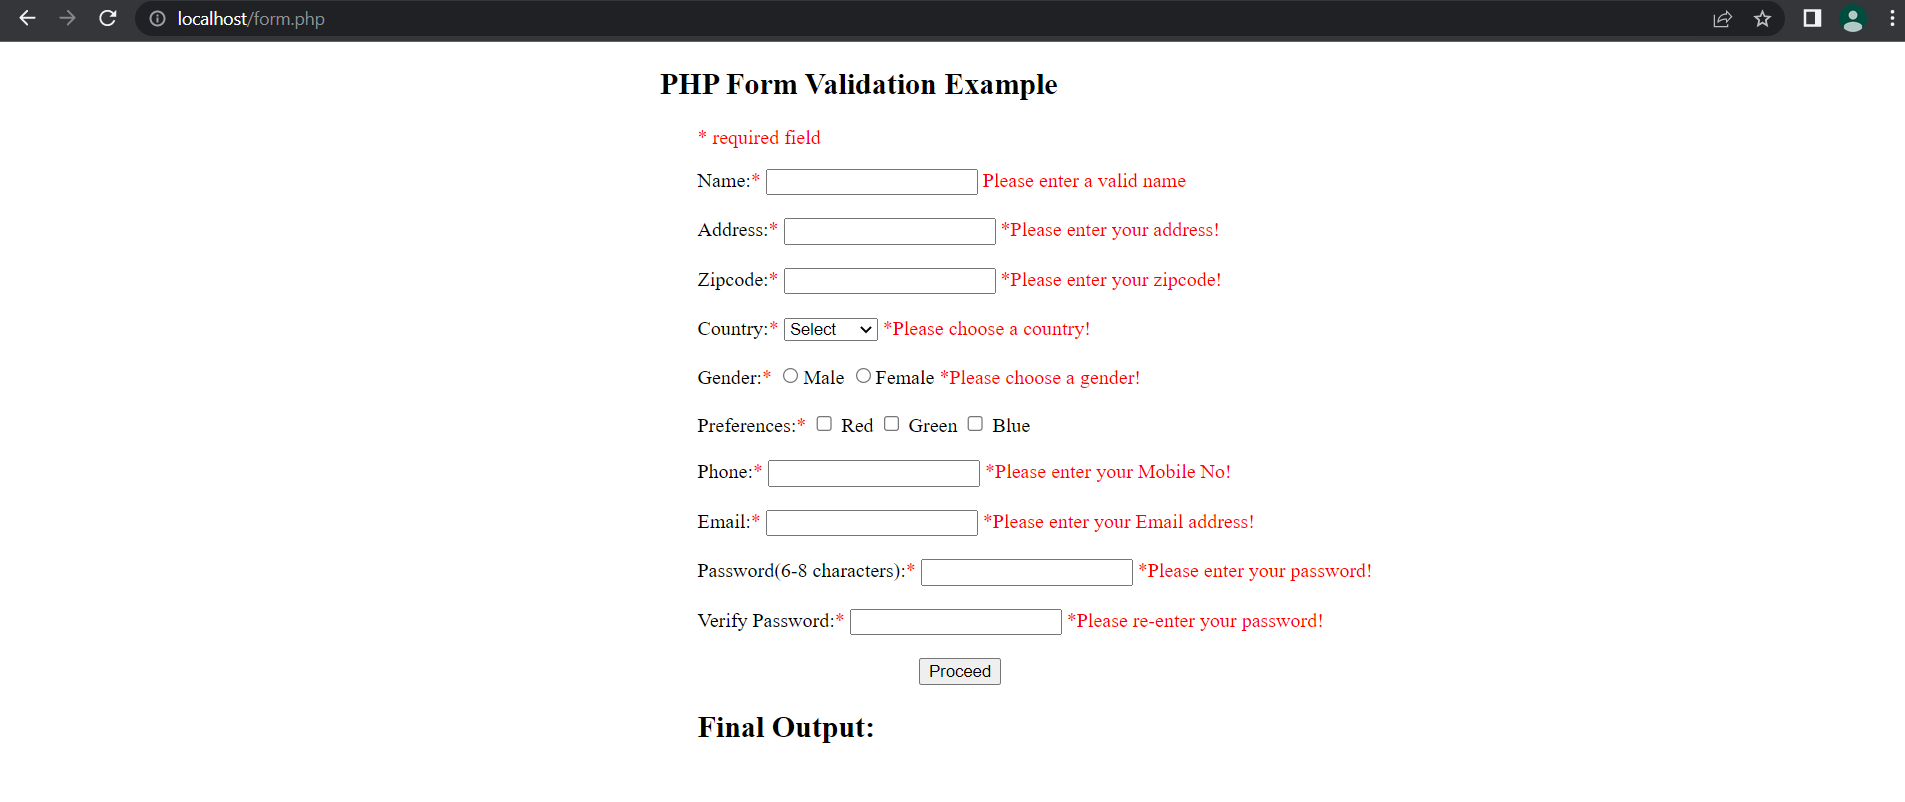 localhost/form.php
PHP Form Validation Example
* required field
Name:* Please enter a valid name
Address:* *Please enter your address!
Zipcode:* *Please enter your zipcode!
Country:* Select *Please choose a country!
Gender:* Male Female *Please choose a gender!
Preferences:* Red Green Blue
Phone:* *Please enter your Mobile No!
Email:* *Please enter your Email address!
Password(6-8 characters):* *Please enter your password!
Verify Password:* *Please re-enter your password!
Proceed
Final Output: